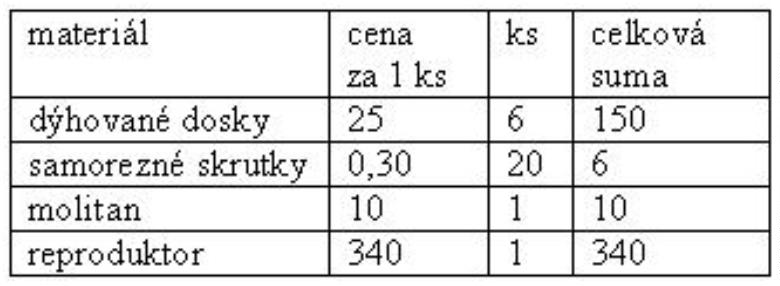 materiál cena ks celková
za 1 ks suma
dýhované dosky 25 6 150
samorezné skrutky 0,30 20 6
molitan 10 1 10
reproduktor 340 1 340